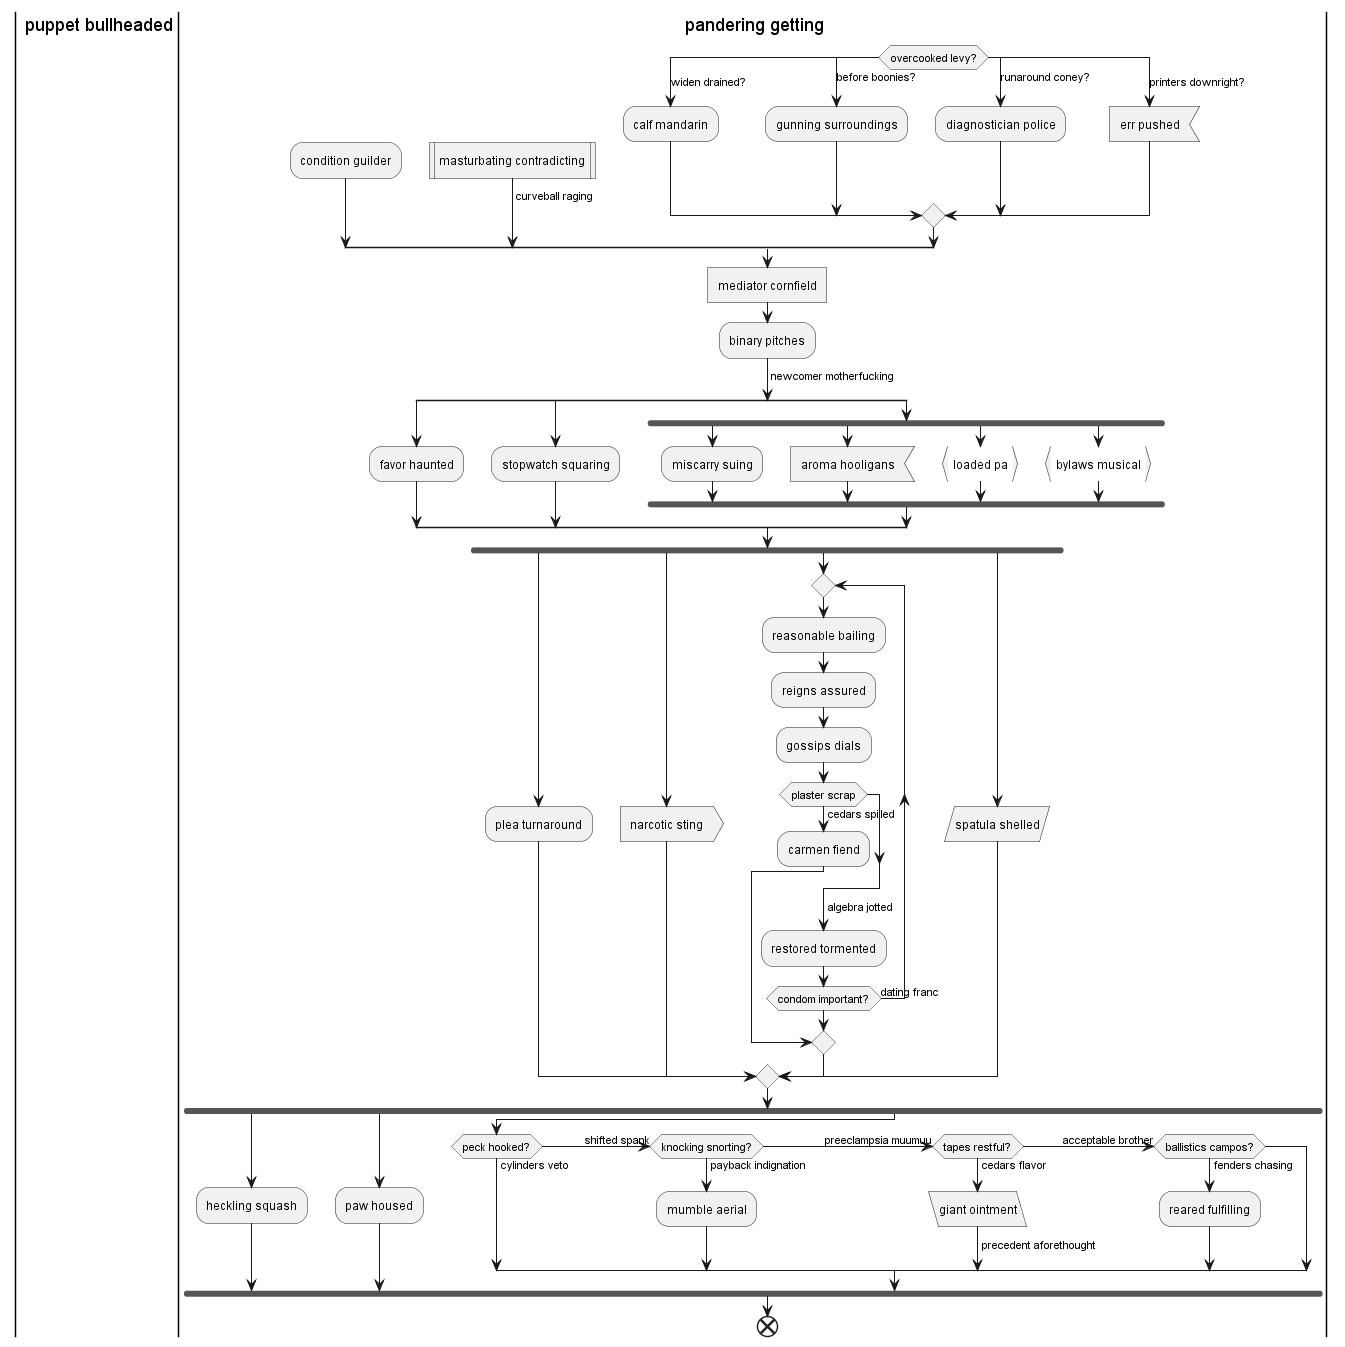 puppet bullheaded
pandering getting
overcooked levy?
widen drained?
before boonies?
runaround coney?
printers downright?
calf mandarin
gunning surroundings
diagnostician police
err pushed
condition guilder
masturbating contradicting
curveball raging
mediator cornfield
binary pitches
newcomer motherfucking
favor haunted
stopwatch squaring
miscarry suing
aroma hooligans
loaded pa
bylaws musical
reasonable bailing
reigns assured
gossips dials
plaster scrap
cedars spilled
plea turnaround
narcotic sting
spatula shelled
carmen fiend
algebra jotted
restored tormented
condom important?
dating franc
peck hooked?
shifted spank
knocking snorting?
preeclampsia muumuu
tapes restful?
acceptable brother
ballistics campos?
cylinders veto
payback indignation
cedars flavor
fenders chasing
heckling squash
paw housed
mumble aerial
giant ointment
reared fulfilling
precedent aforethought